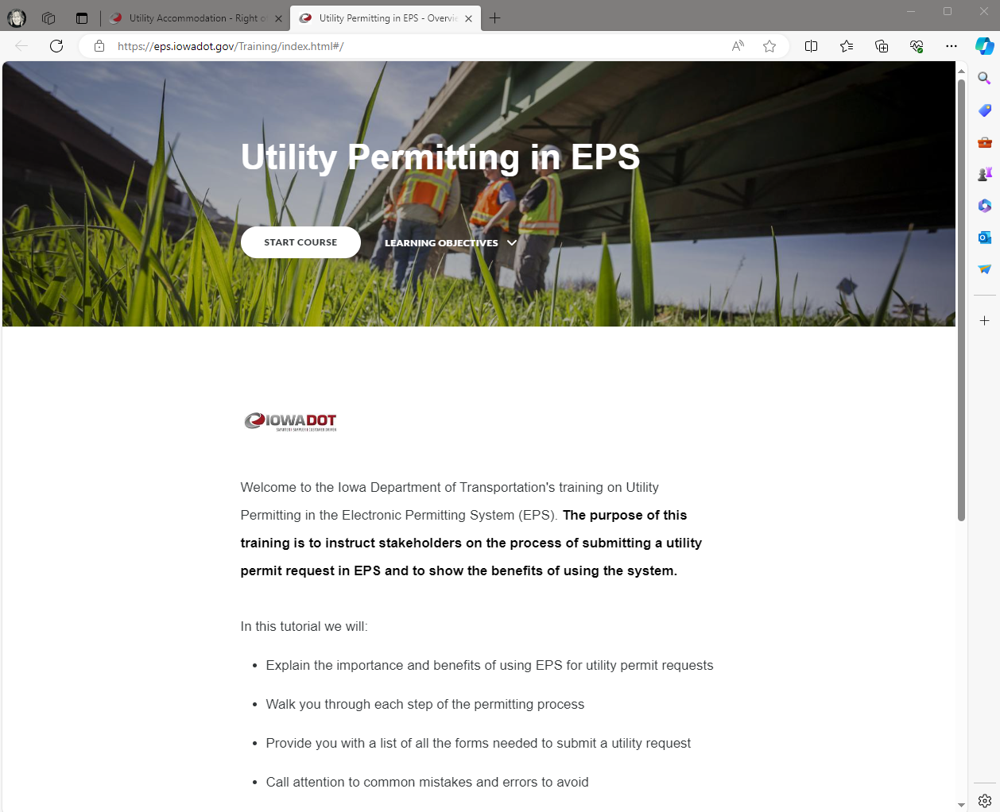 Utility Accommodation - Right o
Utility Permitting in EPS - Overvie
https://eps.iowadot.gov/Training/index.html#/
Utility Permitting in EPS
START COURSE
LEARNING OBJECTIVES
IOWADOT
SMARTER | SIMPLER | CUSTOMER DRIVEN
Welcome to the Iowa Department of Transportation's training on Utility
Permitting in the Electronic Permitting System (EPS). The purpose of this
training is to instruct stakeholders on the process of submitting a utility
permit request in EPS and to show the benefits of using the system.
In this tutorial we will:
• Explain the importance and benefits of using EPS for utility permit requests
• Walk you through each step of the permitting process
• Provide you with a list of all the forms needed to submit a utility request
• Call attention to common mistakes and errors to avoid